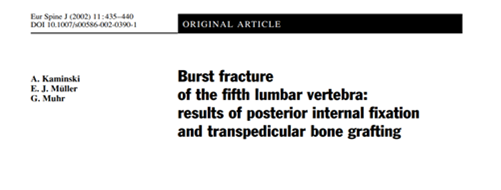 Eur Spine J (2002) 11:435–440
DOI 10.1007/s00586-002-0390-1
ORIGINAL ARTICLE
A. Kaminski
E. J. Müller
G. Muhr
Burst fracture
of the fifth lumbar vertebra:
results of posterior internal fixation
and transpedicular bone grafting